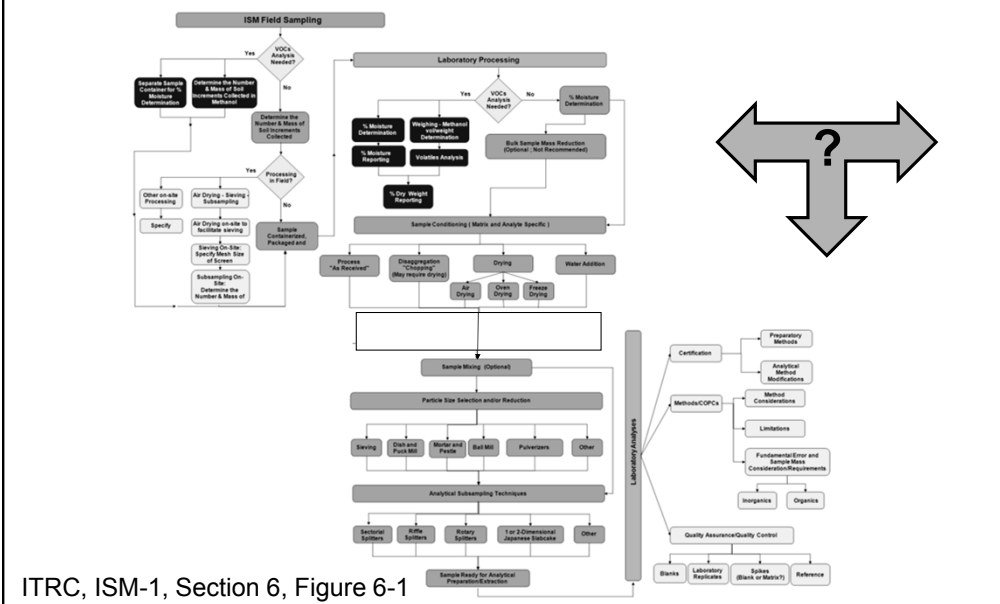 ISM Field Sampling
VOCs
Analysis
Needed?
Yes
No
Separate Sample
Container for %
Moisture
Determination
Determine the Number
& Mass of Soil
Increments Collected in
Methanol
Determine the
Number & Mass of
Soil Increments
Collected
Processing
in Field?
Yes
No
Other on-site
Processing
Specify
Air Drying - Sieving -
Subsampling
Air Drying on-site to
facilitate sieving
Sieving On-Site:
Specify Mesh Size
of Screen
Subsampling On-
Site:
Determine the
Number & Mass of
Sample
Containerized,
Packaged and
Laboratory Processing
VOCs
Analysis
Needed?
Yes
No
% Moisture
Determination
% Moisture
Reporting
Weighing - Methanol
vol/weight
Determination
Volatiles Analysis
% Dry Weight
Reporting
% Moisture
Determination
Bulk Sample Mass Reduction
(Optional ; Not Recommended)
Sample Conditioning ( Matrix and Analyte Specific )
Process
"As Received"
Disaggregation
"Chopping"
(May require drying)
Drying
Water Addition
Air
Drying
Oven
Drying
Freeze
Drying
Sample Mixing (Optional)
Particle Size Selection and/or Reduction
Sieving
Dish and
Puck Mill
Mortar and
Pestle
Ball Mill
Pulverizers
Other
Analytical Subsampling Techniques
Sectorial
Splitters
Riffle
Splitters
Rotary
Splitters
1 or 2-Dimensional
Japanese Slabcake
Other
Sample Ready for Analytical
Preparation/Extraction
Laboratory Analyses
Certification
Preparatory
Methods
Analytical
Method
Modifications
Methods/COPCs
Method
Considerations
Limitations
Fundamental Error and
Sample Mass
Consideration/Requirements
Inorganics
Organics
Quality Assurance/Quality Control
Blanks
Laboratory
Replicates
Spikes
(Blank or Matrix?)
Reference
?
ITRC, ISM-1, Section 6, Figure 6-1